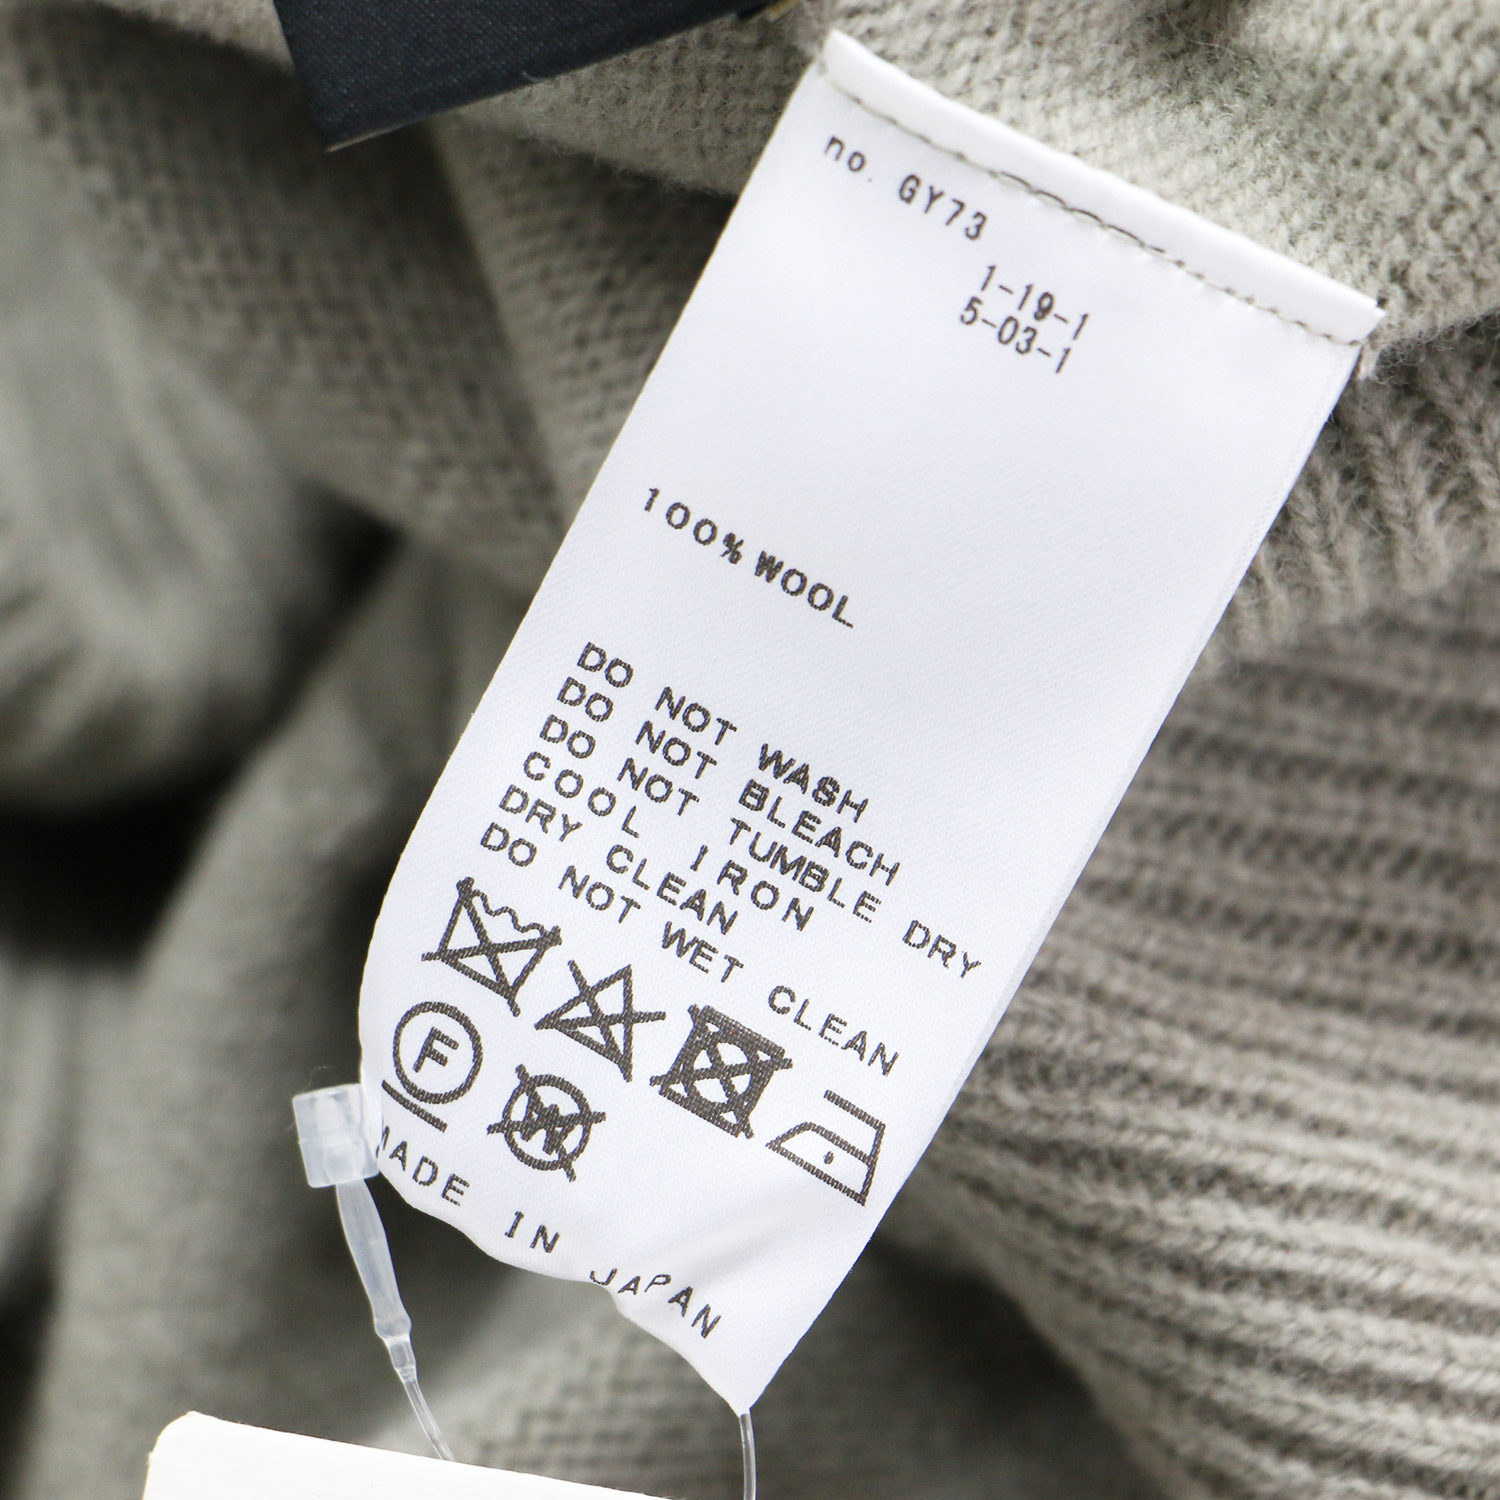 no. GY73
1-19-1
5-03-1
100% WOOL
DO NOT WASH
DO NOT BLEACH
DO NOT TUMBLE DRY
COOL IRON
DRY CLEAN
DO NOT WET CLEAN
F W
MADE IN JAPAN